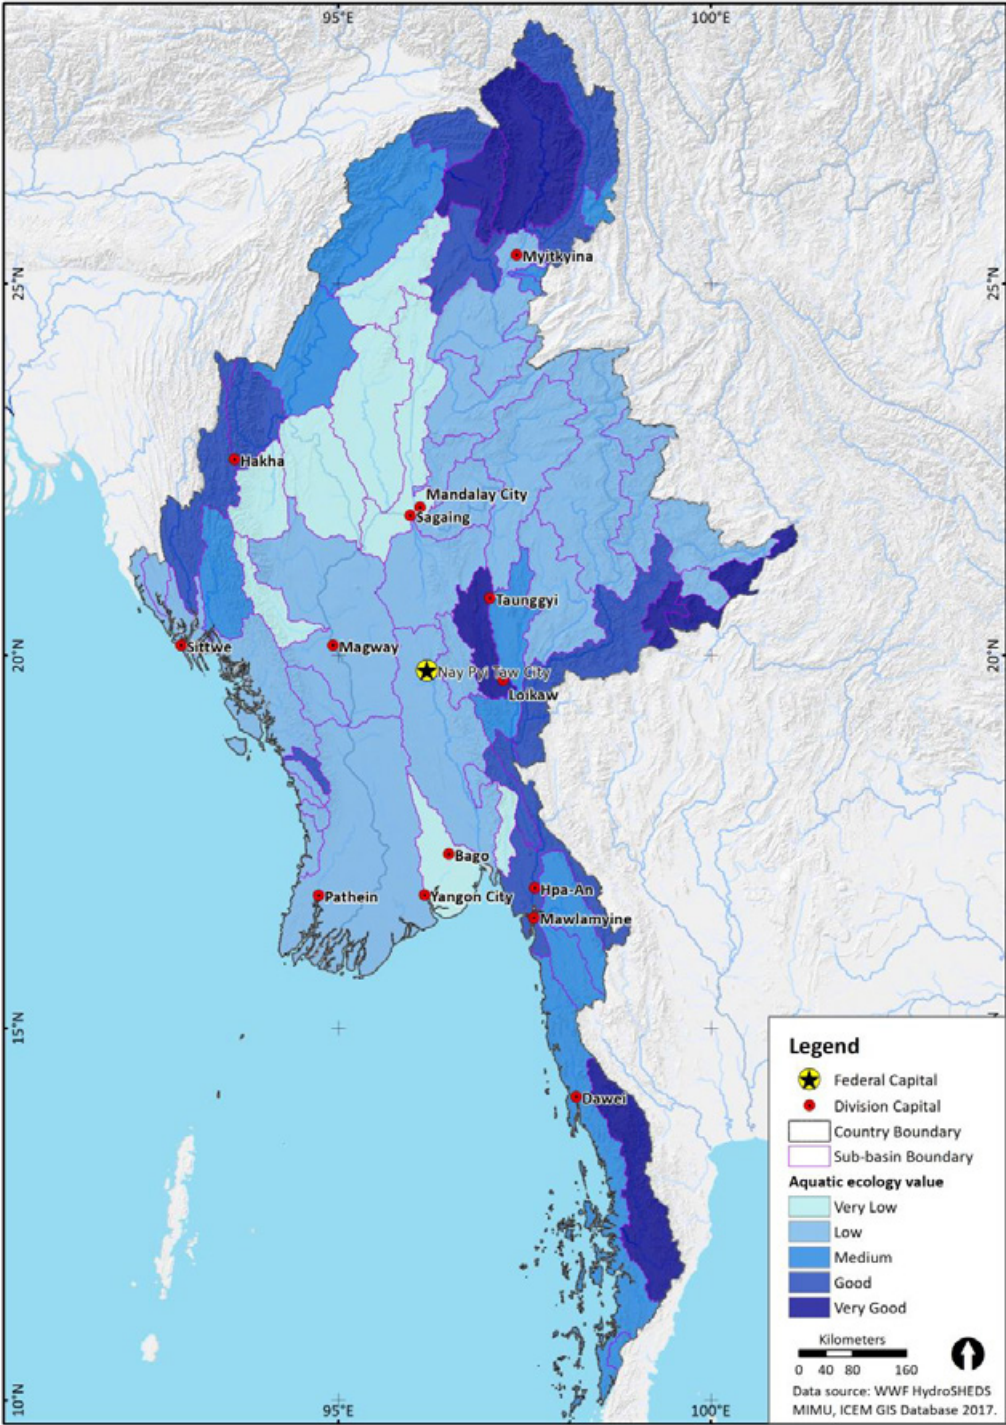 95°E
100°E
Myitkyina
25°N
25°N
Hakha
Mandalay City
Sagaing
Taunggyi
Sittwe
Magway
20°N
20°N
Nay Pyi Taw City
Loikaw
Bago
Pathein
Yangon City
Hpa-An
Mawlamyine
15°N
Dawei
Legend
Federal Capital
Division Capital
Country Boundary
Sub-basin Boundary
Aquatic ecology value
Very Low
Low
Medium
Good
Very Good
Kilometers
0 40 80 160
Data source: WWF HydroSHEDS
MIMU, ICEM GIS Database 2017.
10°N
95°E
100°E